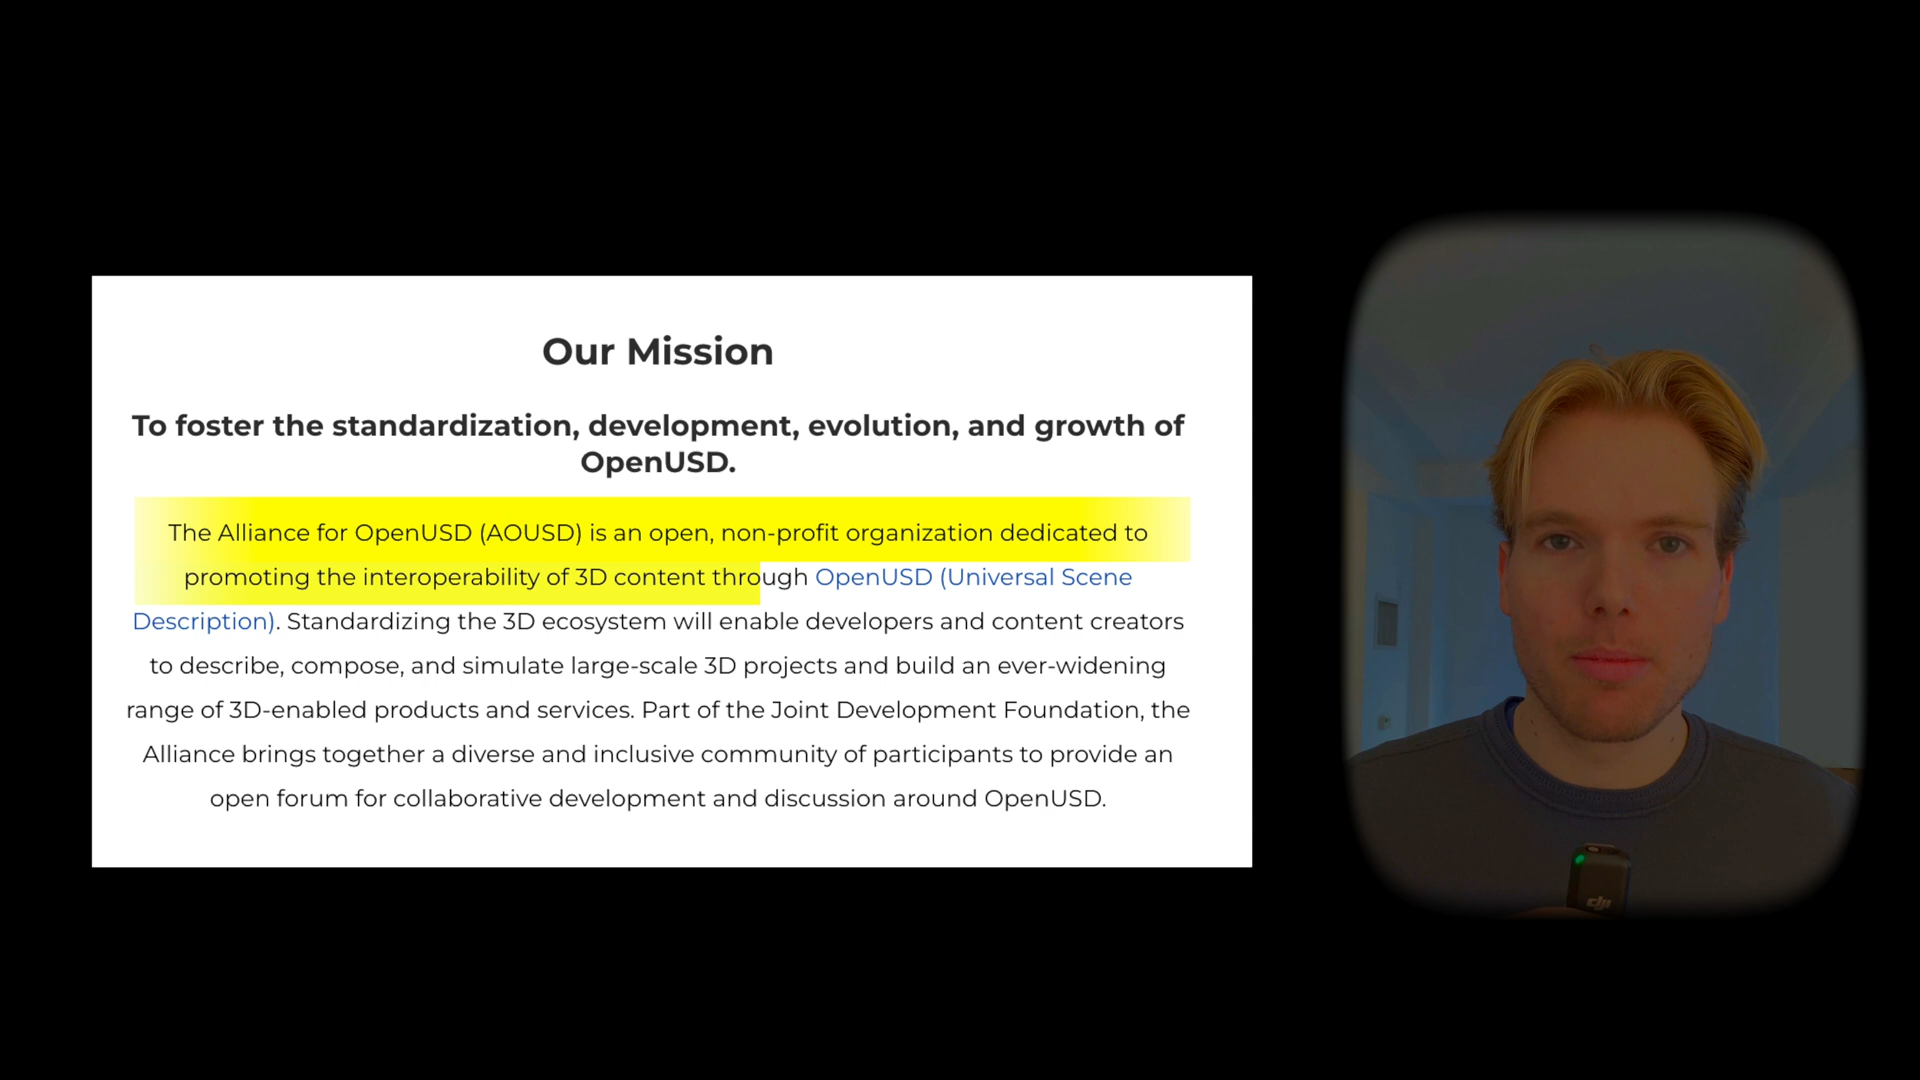 Our Mission
To foster the standardization, development, evolution, and growth of
OpenUSD.
The Alliance for OpenUSD (AOUSD) is an open, non-profit organization dedicated to
promoting the interoperability of 3D content through OpenUSD (Universal Scene
Description). Standardizing the 3D ecosystem will enable developers and content creators
to describe, compose, and simulate large-scale 3D projects and build an ever-widening
range of 3D-enabled products and services. Part of the Joint Development Foundation, the
Alliance brings together a diverse and inclusive community of participants to provide an
open forum for collaborative development and discussion around OpenUSD.
dji